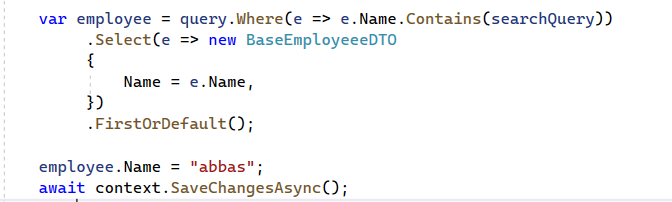 var employee = query.Where(e => e.Name.Contains(searchQuery))
.Select(e => new BaseEmployeeeDTO
{
Name = e.Name,
})
.FirstOrDefault();
employee.Name = "abbas";
await context.SaveChangesAsync();